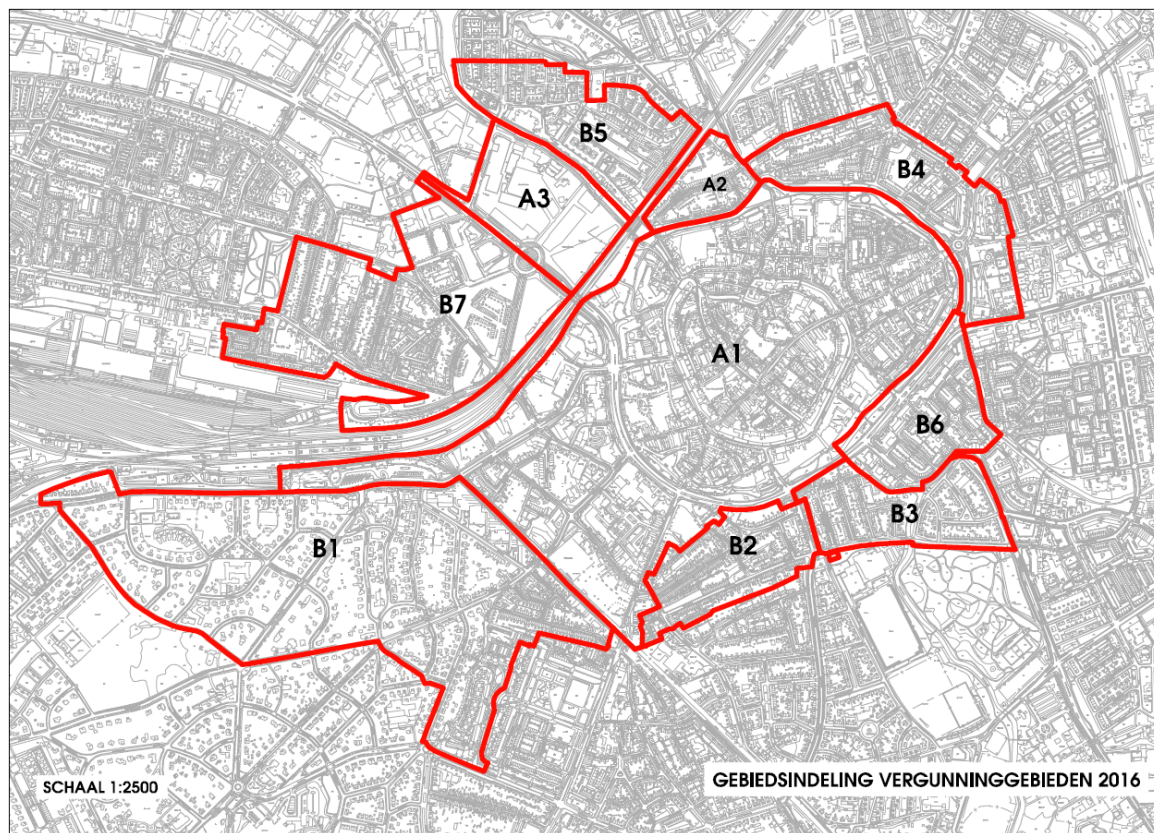 B5
B4
A2
A3
B7
A1
B6
B3
B2
B1
SCHAAL 1:2500
GEBIEDSINDELING VERGUNNINGGEBIEDEN 2016